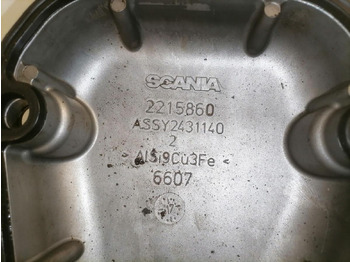 SCANIA
2215860
ASSY2431140
2
> AlSi9Cu3Fe <
6607